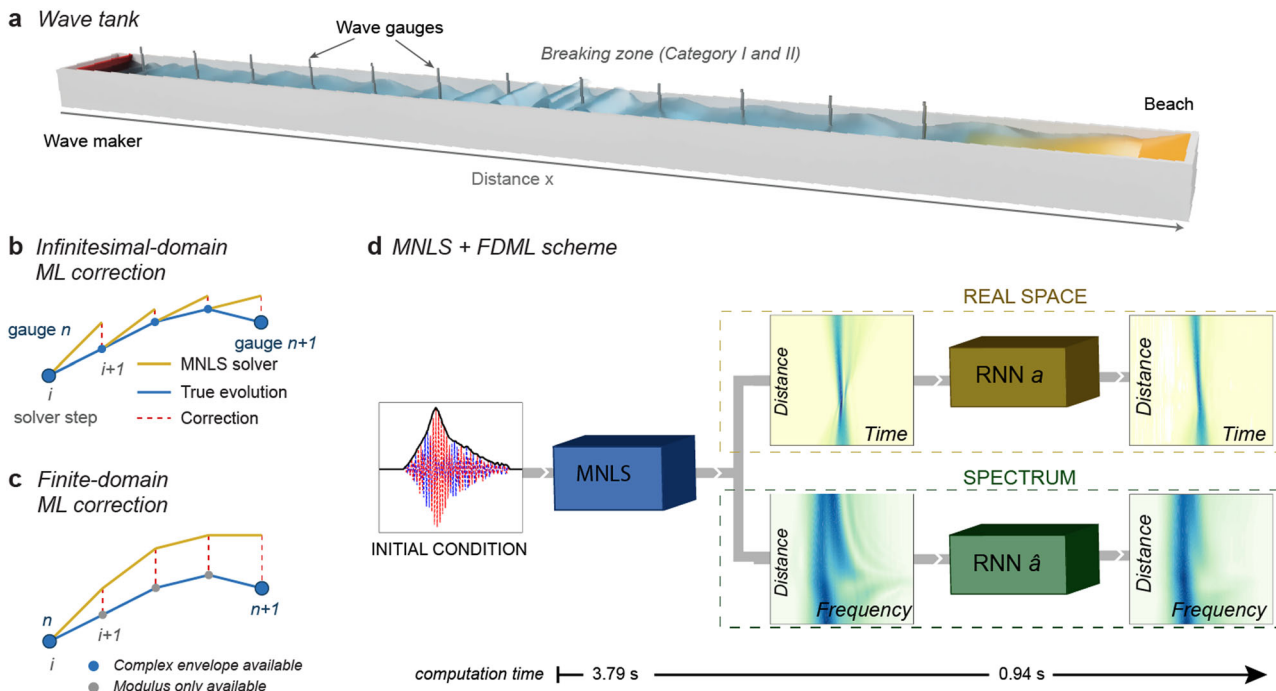 a Wave tank
Wave gauges
Breaking zone (Category I and II)
Beach
Wave maker
Distance x
b Infinitesimal-domain
ML correction
gauge n
gauge n+1
i+1
i
solver step
MNLS solver
True evolution
Correction
c Finite-domain
ML correction
n
n+1
i+1
i
Complex envelope available
Modulus only available
d MNLS + FDML scheme
INITIAL CONDITION
MNLS
REAL SPACE
Distance
Time
RNN a
Distance
Time
SPECTRUM
Distance
Frequency
RNN â
Distance
Frequency
computation time
3.79 s
0.94 s